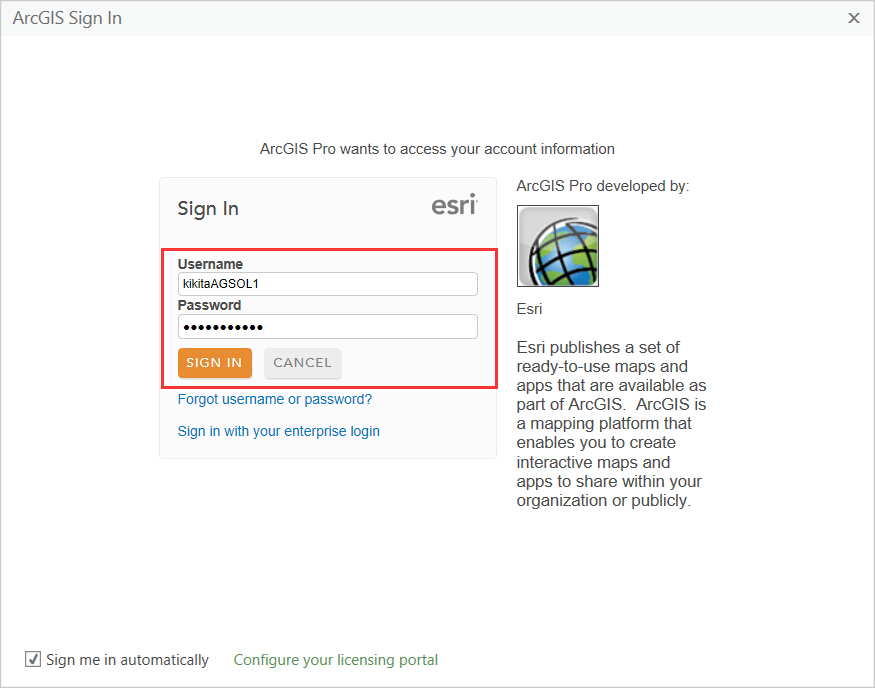 ArcGIS Sign In
ArcGIS Pro wants to access your account information
Sign In
esri
Username
kikitaAGSOL1
Password
●●●●●●●●●●●
SIGN IN CANCEL
Forgot username or password?
Sign in with your enterprise login
ArcGIS Pro developed by:
Esri
Esri publishes a set of
ready-to-use maps and
apps that are available as
part of ArcGIS. ArcGIS is
a mapping platform that
enables you to create
interactive maps and
apps to share within your
organization or publicly.
Sign me in automatically Configure your licensing portal